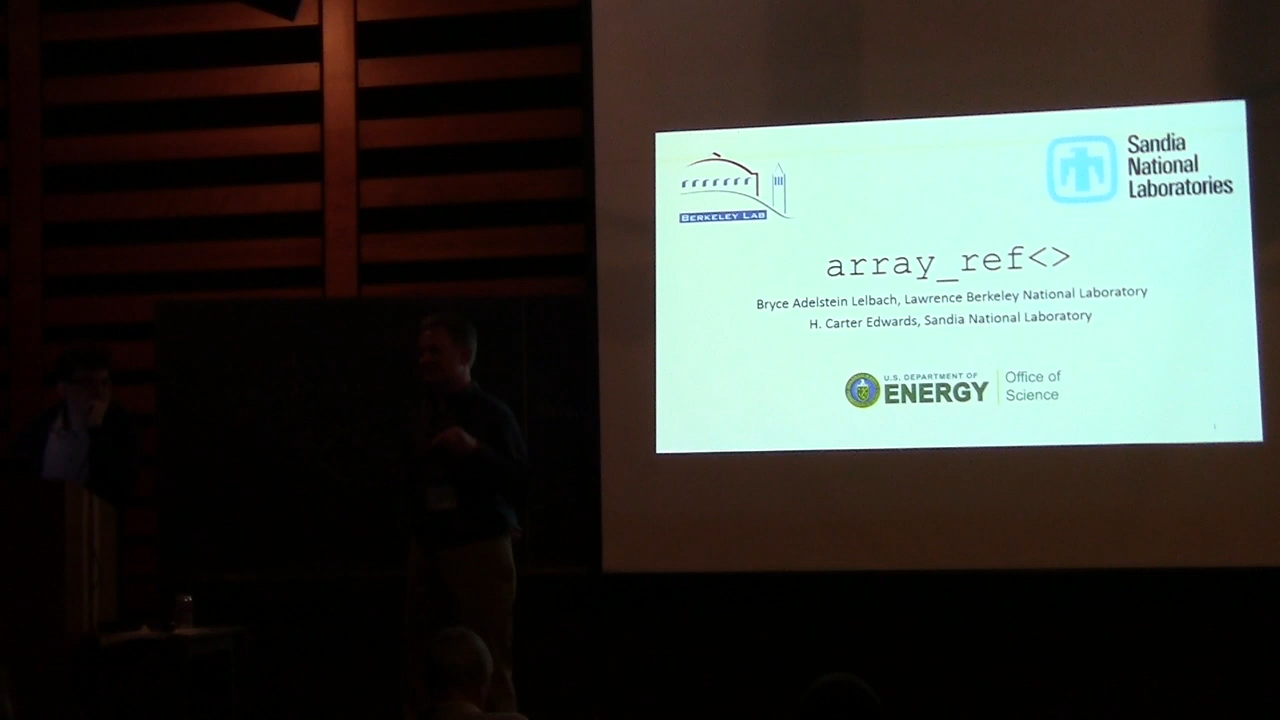 BERKELEY LAB
Sandia
National
Laboratories
array_ref<>
Bryce Adelstein Lelbach, Lawrence Berkeley National Laboratory
H. Carter Edwards, Sandia National Laboratory
U.S. DEPARTMENT OF
ENERGY
Office of
Science
1